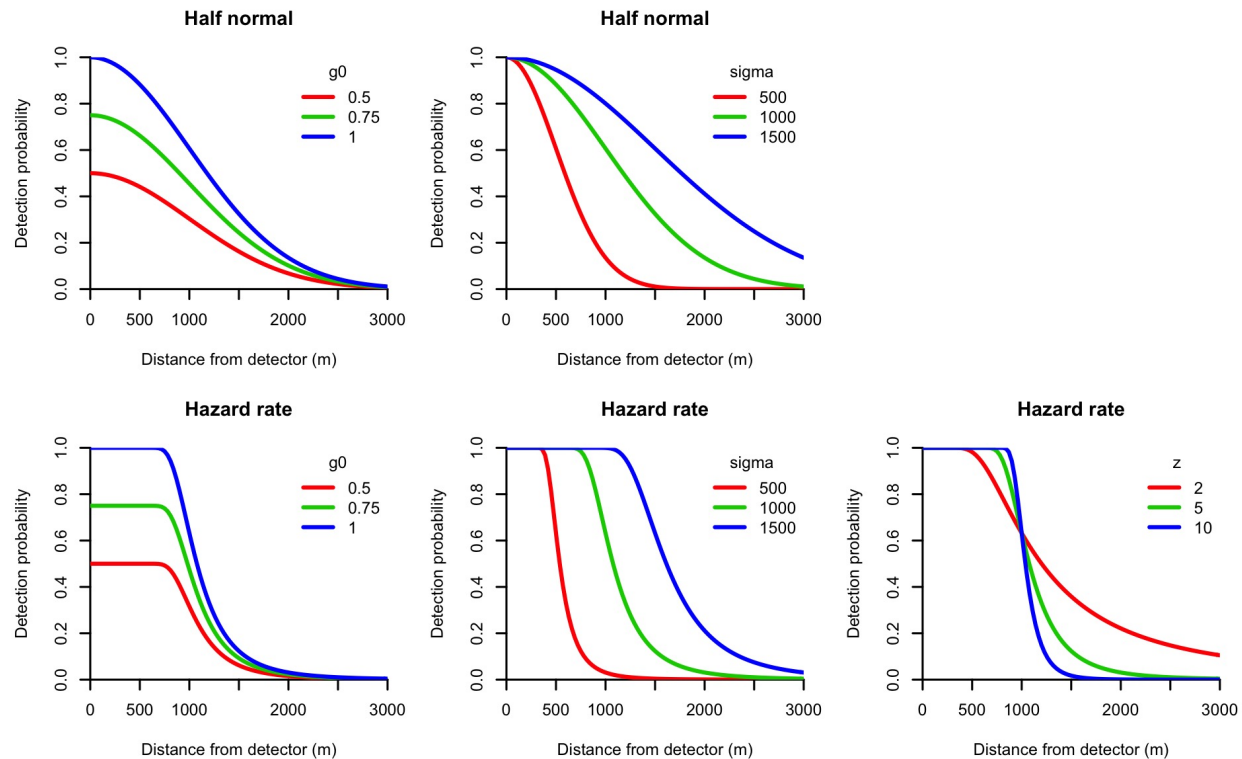 Half normal
Detection probability
1.0
0.8
0.6
0.4
0.2
0.0
g0
0.5
0.75
1
0 500 1000 2000 3000
Distance from detector (m)
Half normal
Detection probability
1.0
0.8
0.6
0.4
0.2
0.0
sigma
500
1000
1500
0 500 1000 2000 3000
Distance from detector (m)
Hazard rate
Detection probability
1.0
0.8
0.6
0.4
0.2
0.0
g0
0.5
0.75
1
0 500 1000 2000 3000
Distance from detector (m)
Hazard rate
Detection probability
1.0
0.8
0.6
0.4
0.2
0.0
sigma
500
1000
1500
0 500 1000 2000 3000
Distance from detector (m)
Hazard rate
Detection probability
1.0
0.8
0.6
0.4
0.2
0.0
z
2
5
10
0 500 1000 2000 3000
Distance from detector (m)